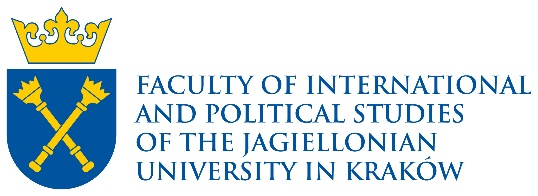 FACULTY OF INTERNATIONAL
AND POLITICAL STUDIES
OF THE JAGIELLONIAN
UNIVERSITY IN KRAKÓW